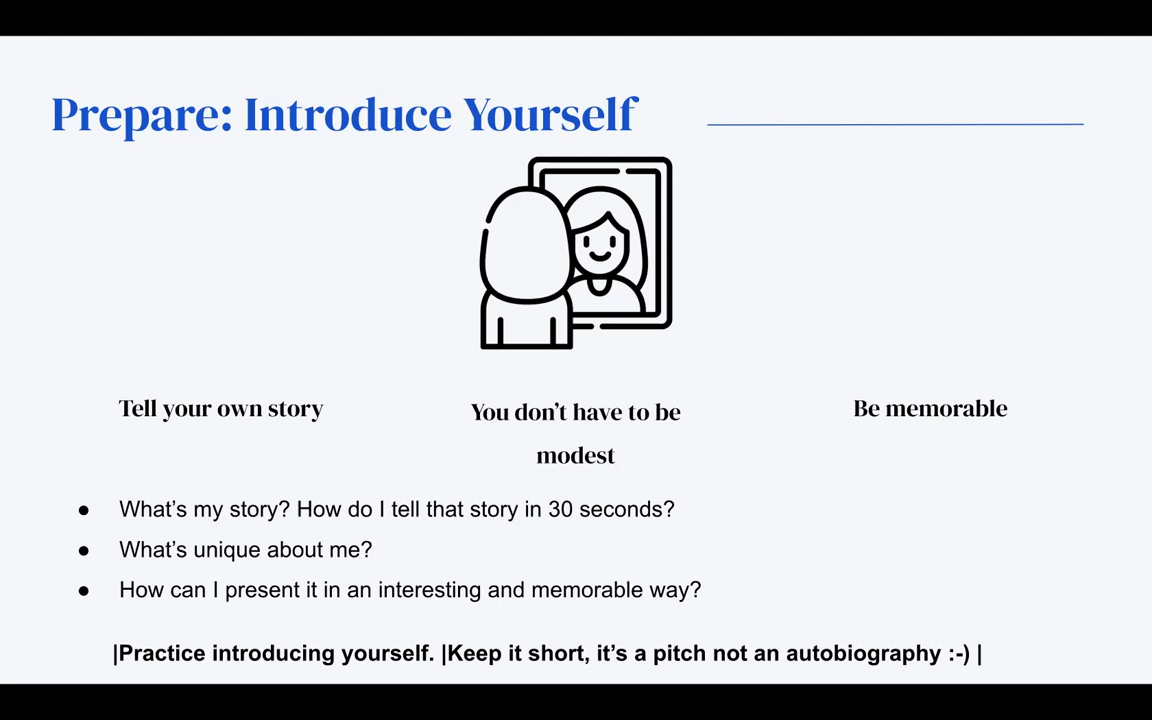 Prepare: Introduce Yourself
Tell your own story
You don’t have to be
modest
Be memorable
● What’s my story? How do I tell that story in 30 seconds?
● What’s unique about me?
● How can I present it in an interesting and memorable way?
|Practice introducing yourself. |Keep it short, it’s a pitch not an autobiography :-) |